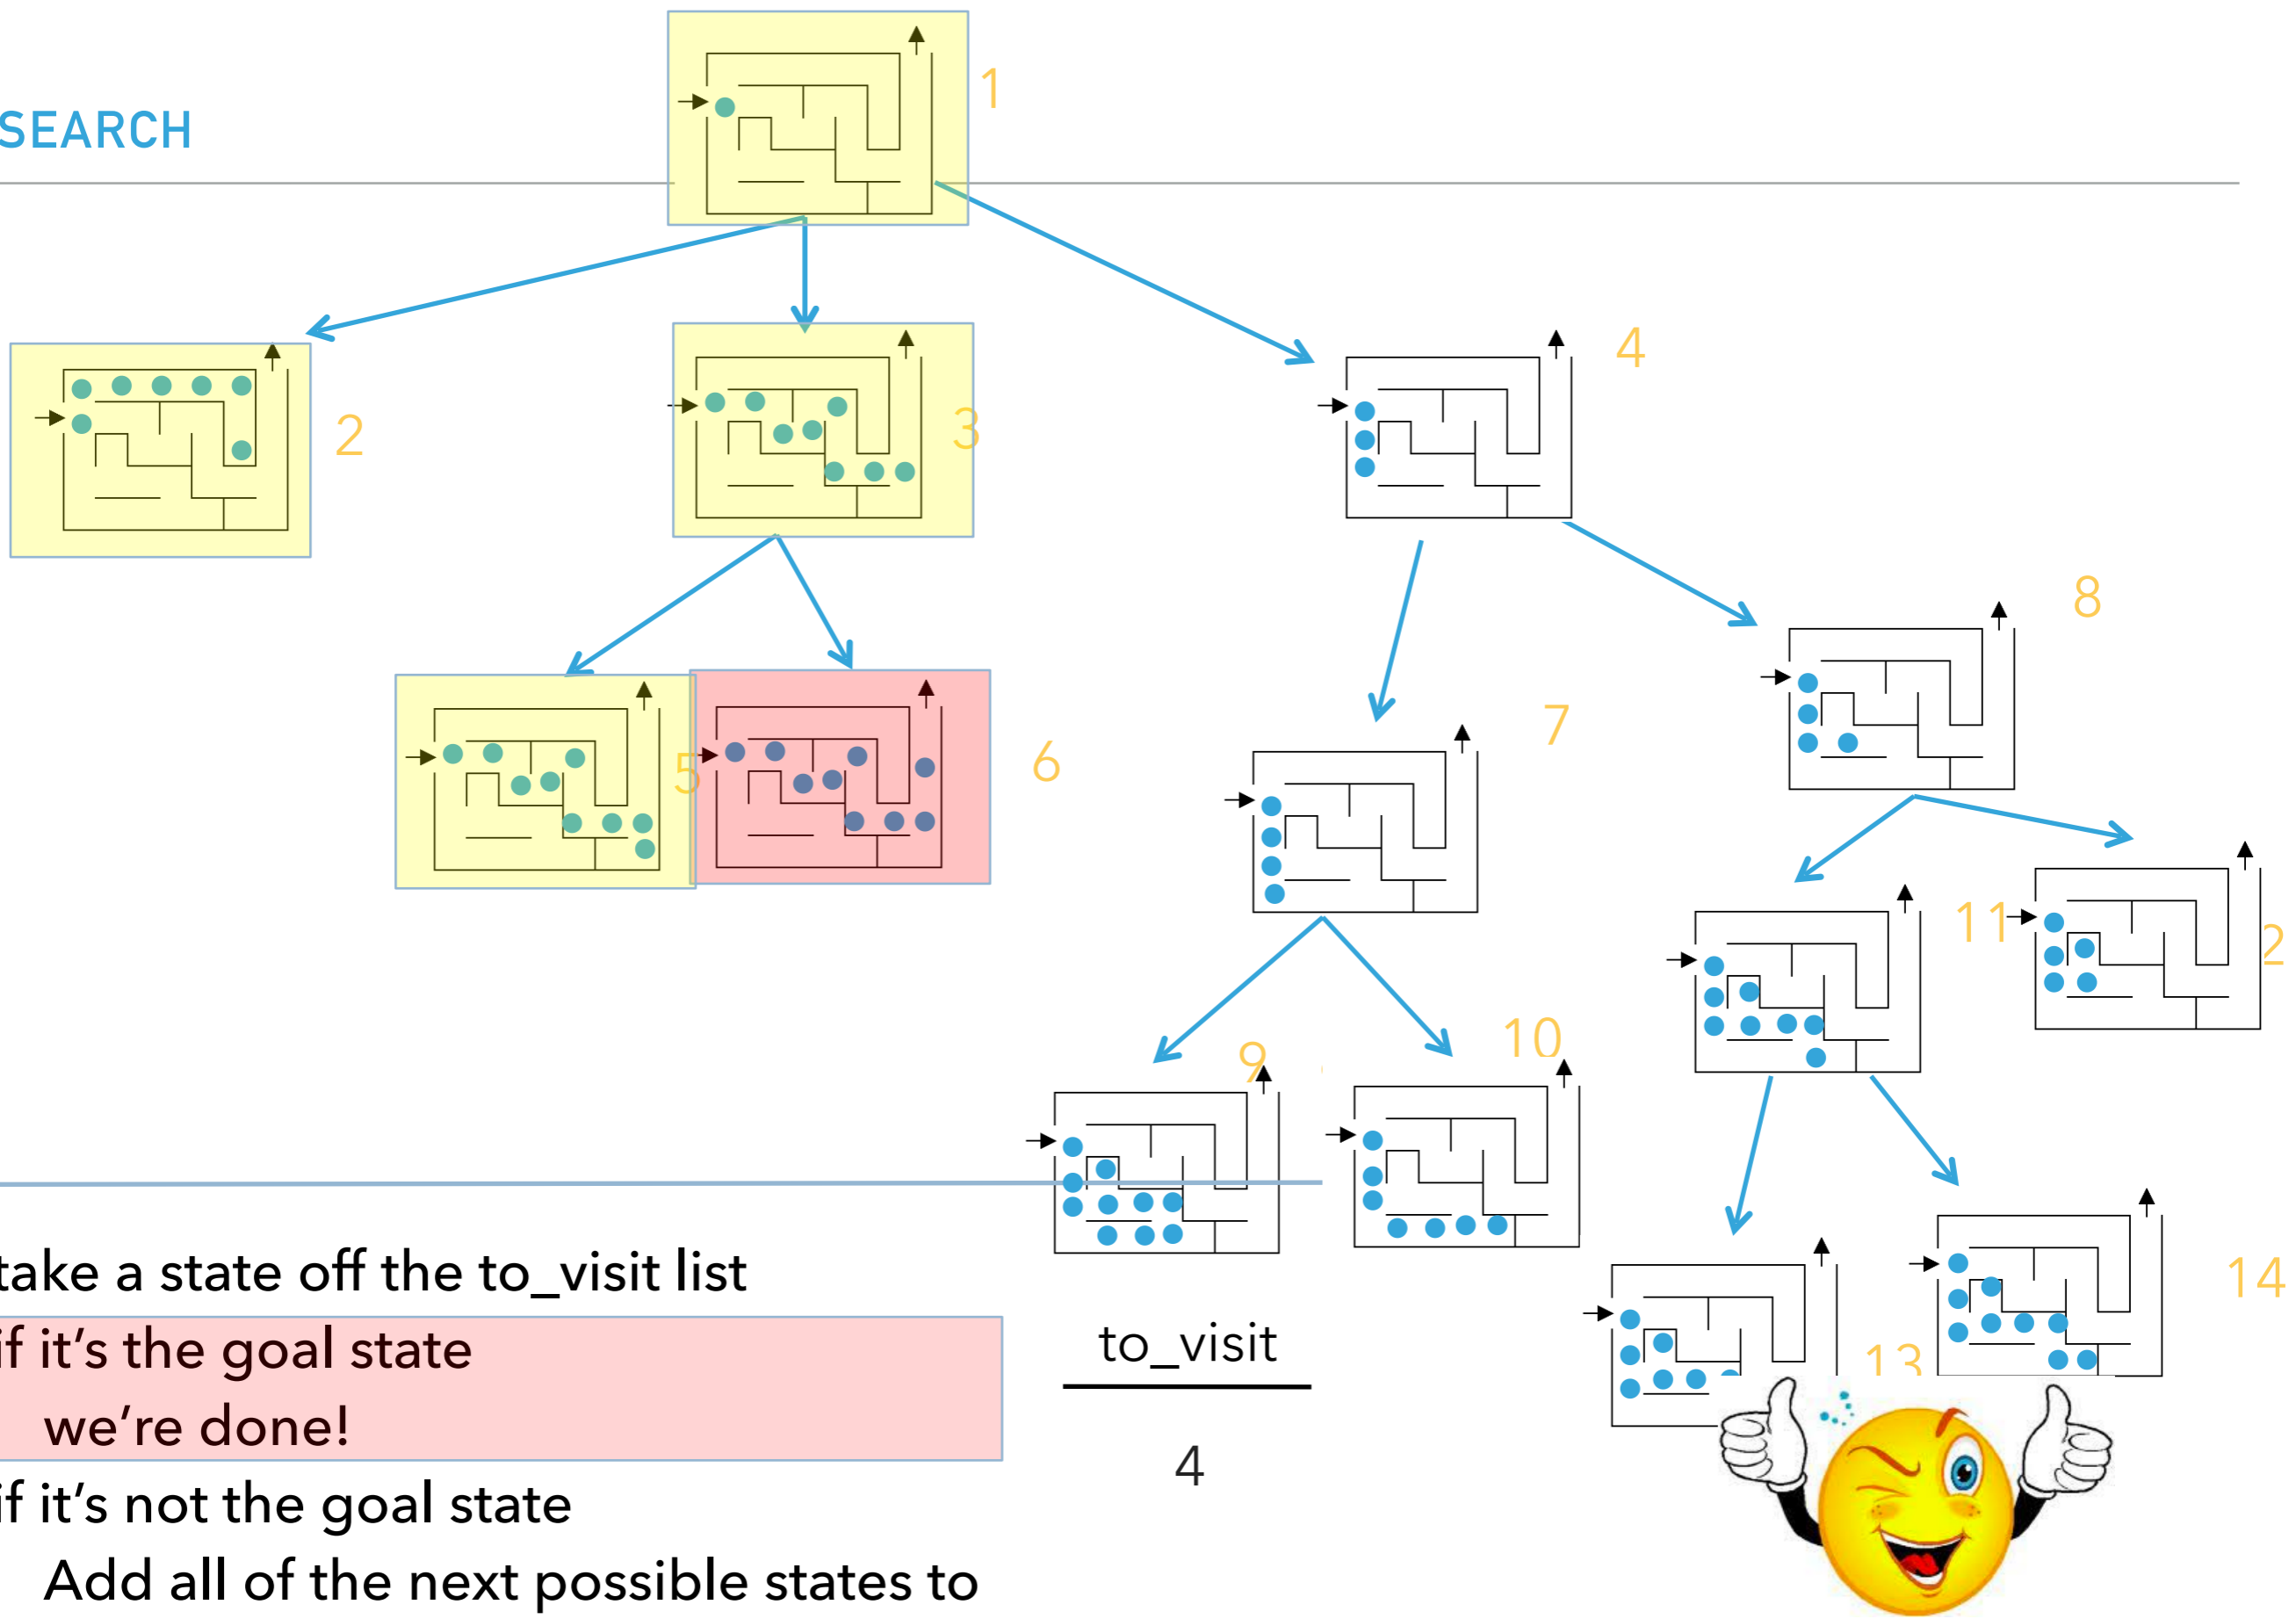 1
SEARCH
4
2
3
8
7
5
6
11
2
10
9
take a state off the to_visit list
if it's the goal state
we're done!
if it's not the goal state
Add all of the next possible states to
to_visit
4
13
14